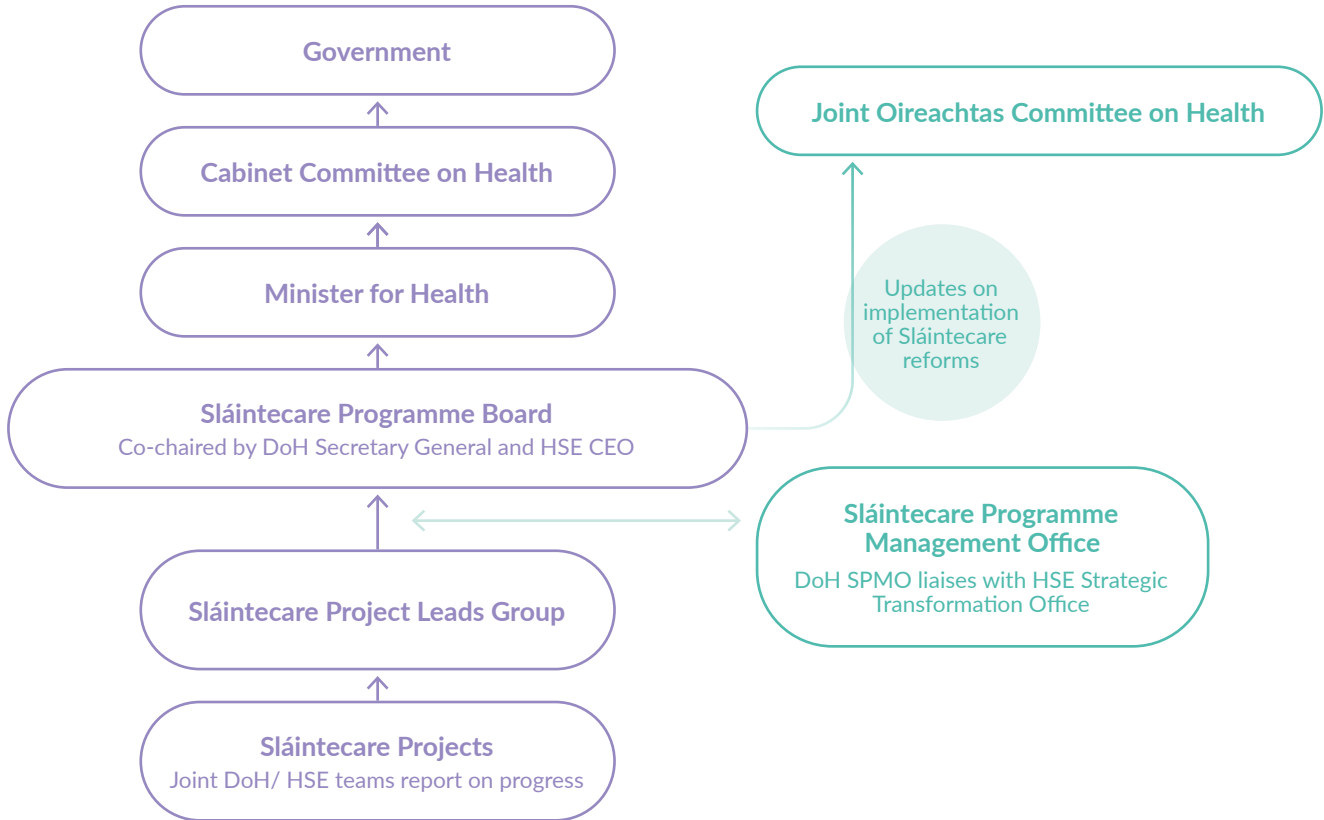 Government
Cabinet Committee on Health
Minister for Health
Sláintecare Programme Board
Co-chaired by DoH Secretary General and HSE CEO
Sláintecare Project Leads Group
Sláintecare Projects
Joint DoH/ HSE teams report on progress
Joint Oireachtas Committee on Health
Updates on
implementation
of Sláintecare
reforms
Sláintecare Programme
Management Office
DoH SPMO liaises with HSE Strategic
Transformation Office